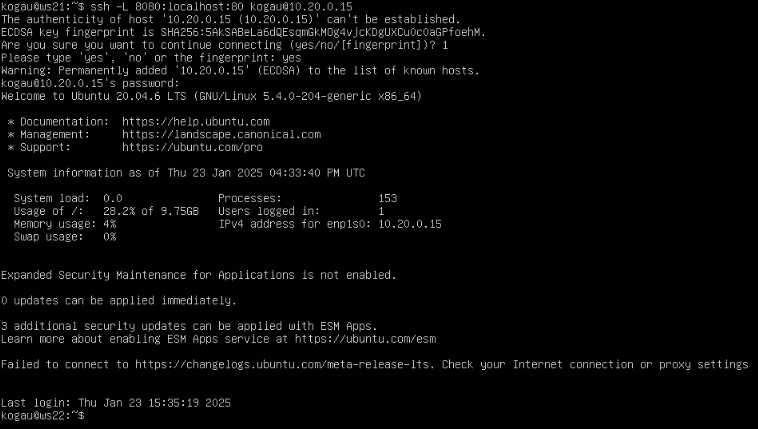 kogau@ws21:~$ ssh -L 8080:localhost:80 kogau@10.20.0.15
The authenticity of host '10.20.0.15 (10.20.0.15)' can't be established.
ECDSA key fingerprint is SHA256:5AkSABeLa6dQEsqmGkMOg4vjcKDgUXCu0c0aGPfoehM.
Are you sure you want to continue connecting (yes/no/[fingerprint])? 1
Please type 'yes', 'no' or the fingerprint: yes
Warning: Permanently added '10.20.0.15' (ECDSA) to the list of known hosts.
kogau@10.20.0.15's password:
Welcome to Ubuntu 20.04.6 LTS (GNU/Linux 5.4.0-204-generic x86_64)
* Documentation:  https://help.ubuntu.com
* Management:     https://landscape.canonical.com
* Support:        https://ubuntu.com/pro
System information as of Thu 23 Jan 2025 04:33:40 PM UTC
System load:  0.0                Processes:               153
Usage of /:   28.2% of 9.75GB   Users logged in:         1
Memory usage: 4%                 IPv4 address for enp1s0: 10.20.0.15
Swap usage:   0%
Expanded Security Maintenance for Applications is not enabled.
0 updates can be applied immediately.
3 additional security updates can be applied with ESM Apps.
Learn more about enabling ESM Apps service at https://ubuntu.com/esm
Failed to connect to https://changelogs.ubuntu.com/meta-release-lts. Check your Internet connection or proxy settings
Last login: Thu Jan 23 15:35:19 2025
kogau@ws22:~$